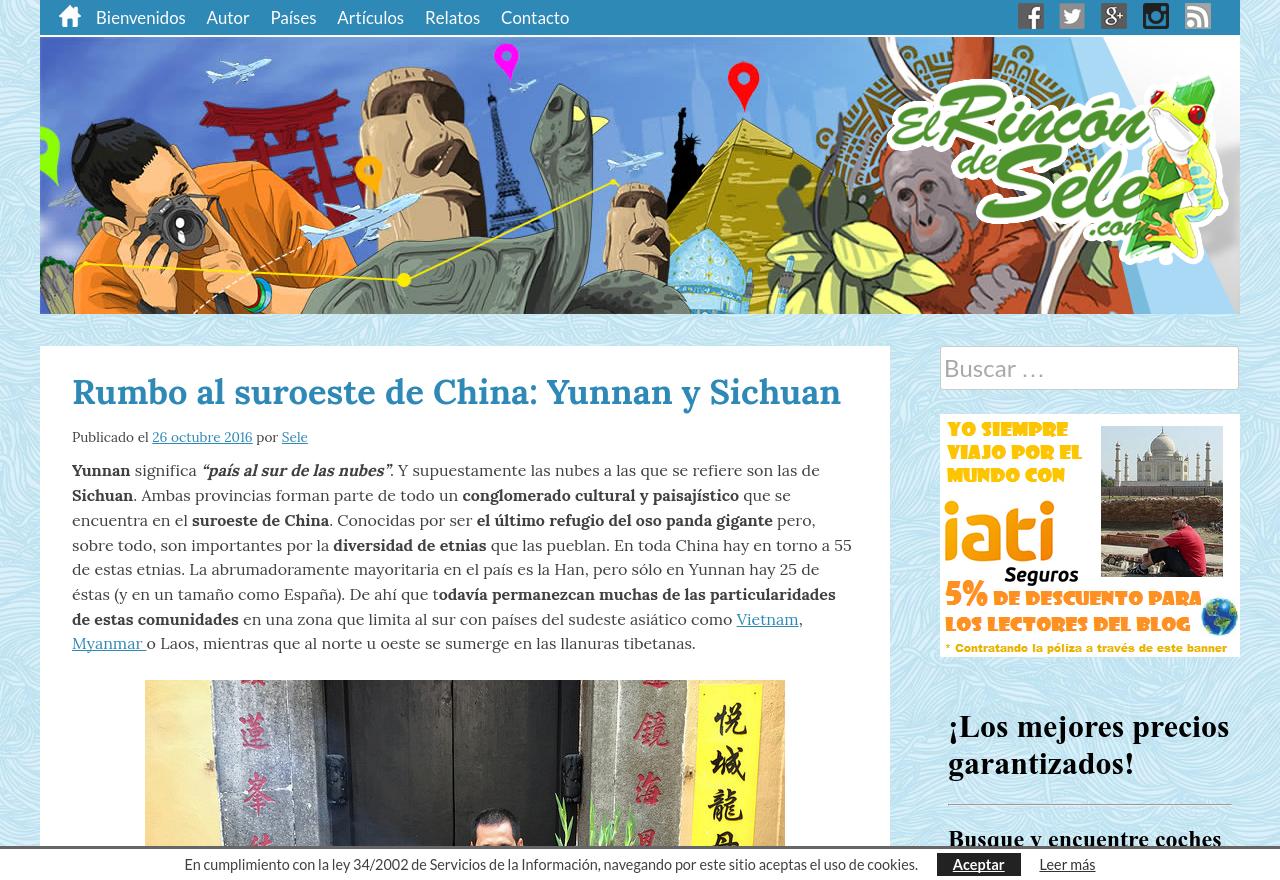 Bienvenidos Autor Países Artículos Relatos Contacto
El Rincón
de
Sele
.com
Rumbo al suroeste de China: Yunnan y Sichuan
Publicado el 26 octubre 2016 por Sele
Yunnan significa “país al sur de las nubes”. Y supuestamente las nubes a las que se refiere son las de
Sichuan. Ambas provincias forman parte de todo un conglomerado cultural y paisajístico que se
encuentra en el suroeste de China. Conocidas por ser el último refugio del oso panda gigante pero,
sobre todo, son importantes por la diversidad de etnias que las pueblan. En toda China hay en torno a 55
de estas etnias. La abrumadoramente mayoritaria en el país es la Han, pero sólo en Yunnan hay 25 de
éstas (y en un tamaño como España). De ahí que todavía permanezcan muchas de las particularidades
de estas comunidades en una zona que limita al sur con países del sudeste asiático como Vietnam,
Myanmar o Laos, mientras que al norte u oeste se sumerge en las llanuras tibetanas.
蓮峯
鏡海
悅城龍母
Buscar …
YO SIEMPRE
VIAJO POR EL
MUNDO CON
iati
Seguros
5% DE DESCUENTO PARA
LOS LECTORES DEL BLOG
* Contratando la póliza a través de este banner
¡Los mejores precios
garantizados!
Busque y encuentre coches
En cumplimiento con la ley 34/2002 de Servicios de la Información, navegando por este sitio aceptas el uso de cookies. Aceptar Leer más